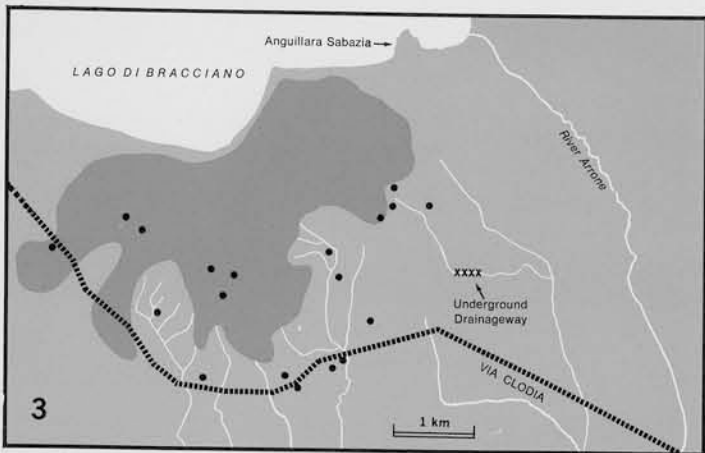 Anguillara Sabazia
LAGO DI BRACCIANO
River Arrone
XXXX
Underground
Drainageway
VIA CLODIA
3
1 km